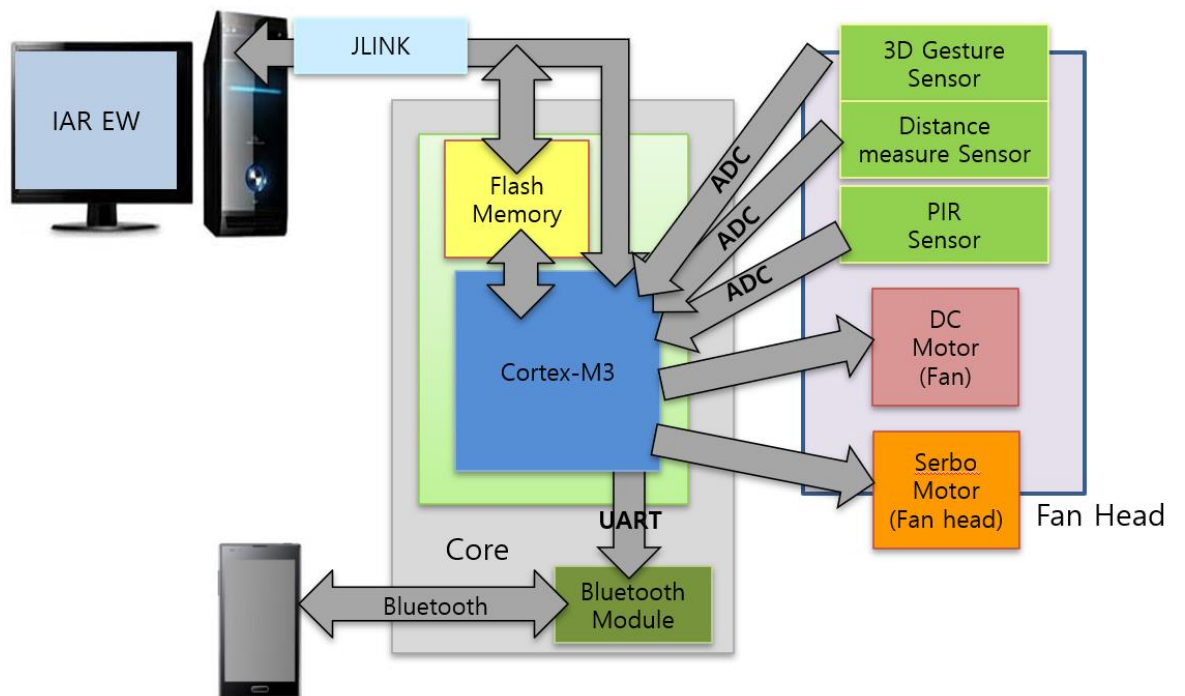 JLINK
IAR EW
3D Gesture
Sensor
Distance
measure Sensor
PIR
Sensor
ADC
ADC
ADC
Flash
Memory
Cortex-M3
DC
Motor
(Fan)
Serbo
Motor
(Fan head)
Fan Head
UART
Core
Bluetooth
Module
Bluetooth